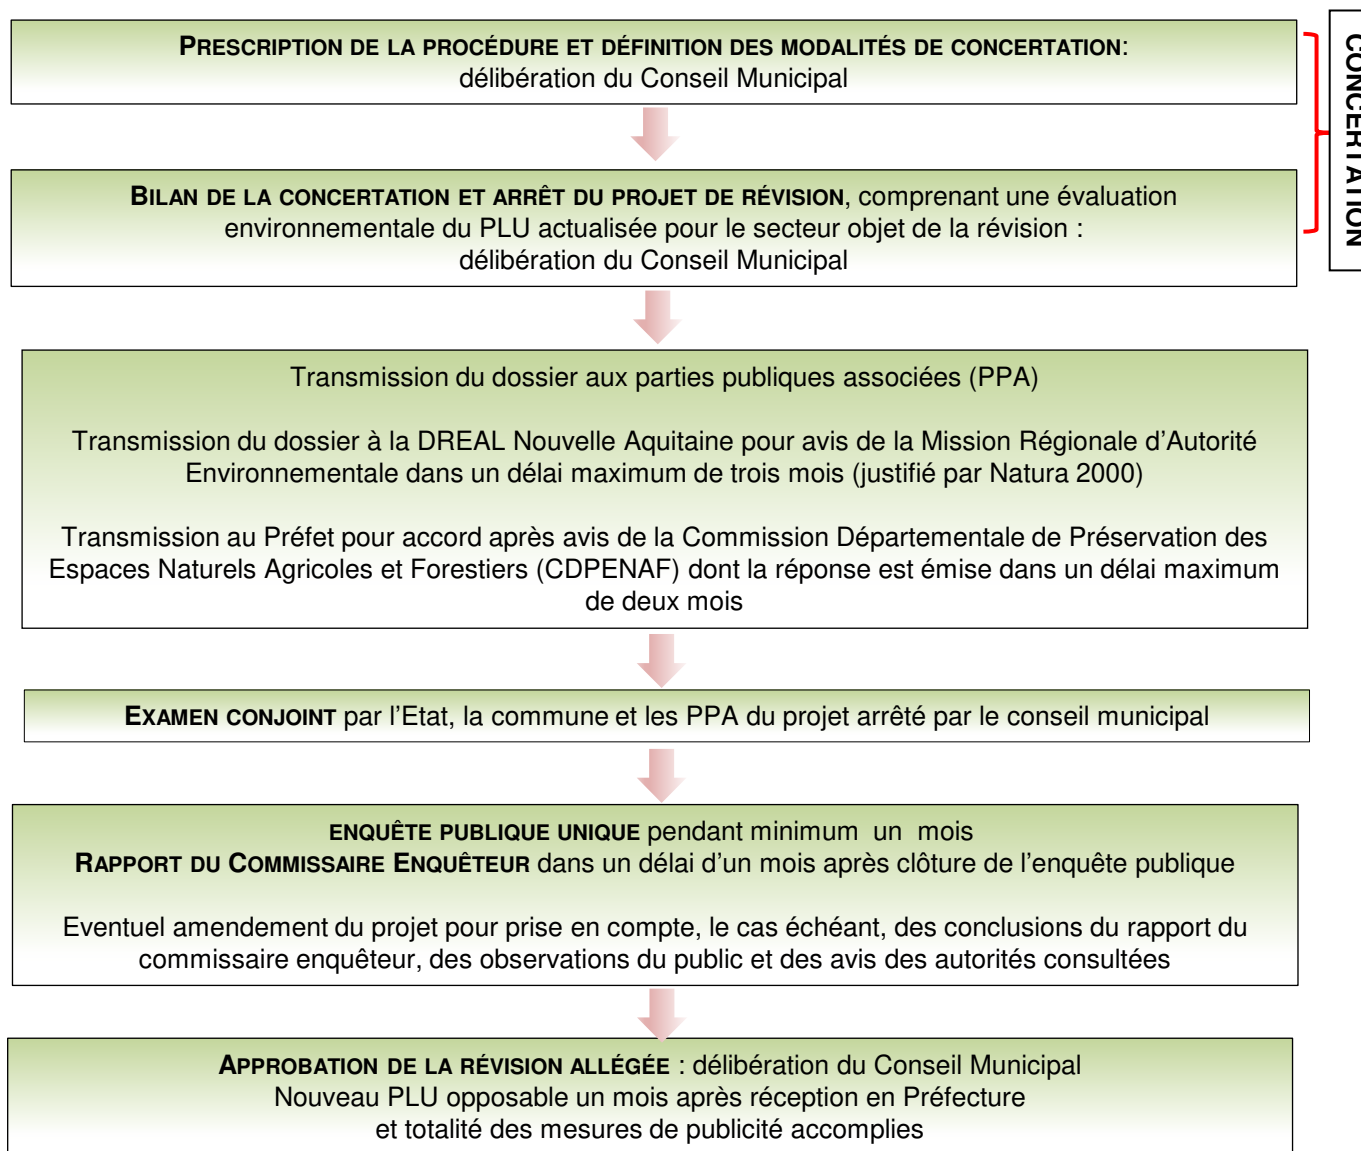 PRESCRIPTION DE LA PROCÉDURE ET DÉFINITION DES MODALITÉS DE CONCERTATION:
délibération du Conseil Municipal
CONCERTATION
BILAN DE LA CONCERTATION ET ARRÊT DU PROJET DE RÉVISION, comprenant une évaluation
environnementale du PLU actualisée pour le secteur objet de la révision :
délibération du Conseil Municipal
Transmission du dossier aux parties publiques associées (PPA)
Transmission du dossier à la DREAL Nouvelle Aquitaine pour avis de la Mission Régionale d'Autorité
Environnementale dans un délai maximum de trois mois (justifié par Natura 2000)
Transmission au Préfet pour accord après avis de la Commission Départementale de Préservation des
Espaces Naturels Agricoles et Forestiers (CDPENAF) dont la réponse est émise dans un délai maximum
de deux mois
EXAMEN CONJOINT par l'Etat, la commune et les PPA du projet arrêté par le conseil municipal
ENQUÊTE PUBLIQUE UNIQUE pendant minimum un mois
RAPPORT DU COMMISSAIRE ENQUÊTEUR dans un délai d'un mois après clôture de l'enquête publique
Eventuel amendement du projet pour prise en compte, le cas échéant, des conclusions du rapport du
commissaire enquêteur, des observations du public et des avis des autorités consultées
APPROBATION DE LA RÉVISION ALLÉGÉE : délibération du Conseil Municipal
Nouveau PLU opposable un mois après réception en Préfecture
et totalité des mesures de publicité accomplies